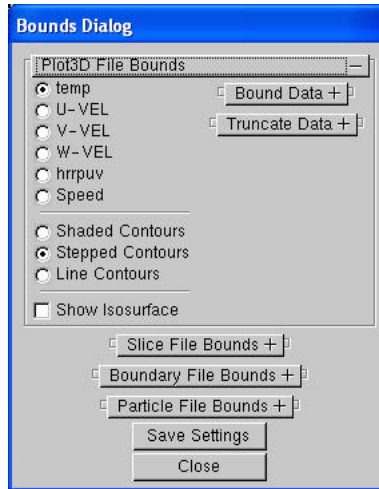 Bounds Dialog
Plot3D File Bounds −
temp
Bound Data +
U-VEL
Truncate Data +
V-VEL
W-VEL
hrrpuv
Speed
Shaded Contours
Stepped Contours
Line Contours
Show Isosurface
Slice File Bounds +
Boundary File Bounds +
Particle File Bounds +
Save Settings
Close